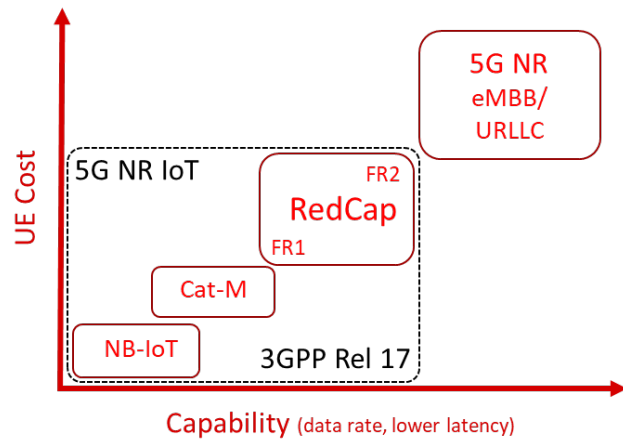 5G NR
eMBB/
URLLC
UE Cost
5G NR IoT
FR2
RedCap
FR1
Cat-M
NB-IoT
3GPP Rel 17
Capability (data rate, lower latency)